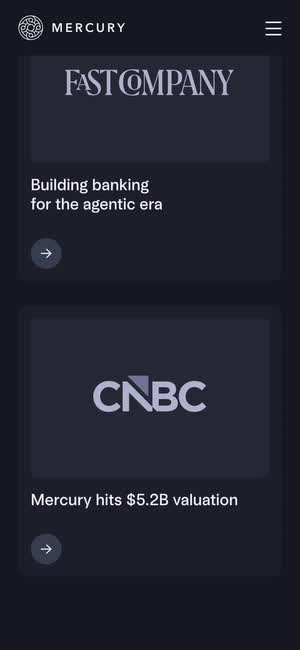 MERCURY
FAST COMPANY
Building banking
for the agentic era
CNBC
Mercury hits $5.2B valuation